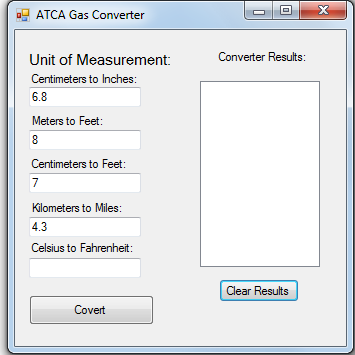 ATCA Gas Converter
Unit of Measurement:
Converter Results:
Centimeters to Inches:
6.8
Meters to Feet:
8
Centimeters to Feet:
7
Kilometers to Miles:
4.3
Celsius to Fahrenheit:
Clear Results
Covert